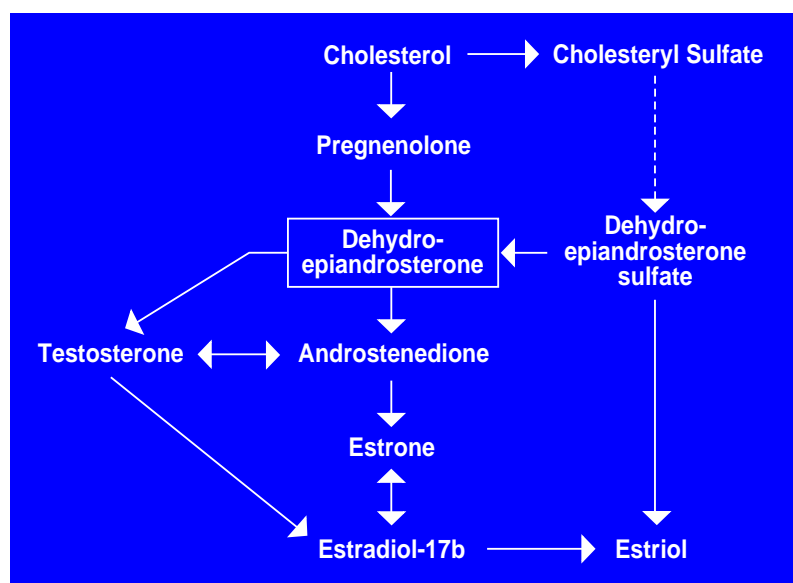 Cholesterol
Cholesteryl Sulfate
Pregnenolone
Dehydro-
epiandrosterone
Dehydro-
epiandrosterone
sulfate
Testosterone
Androstenedione
Estrone
Estradiol-17b
Estriol